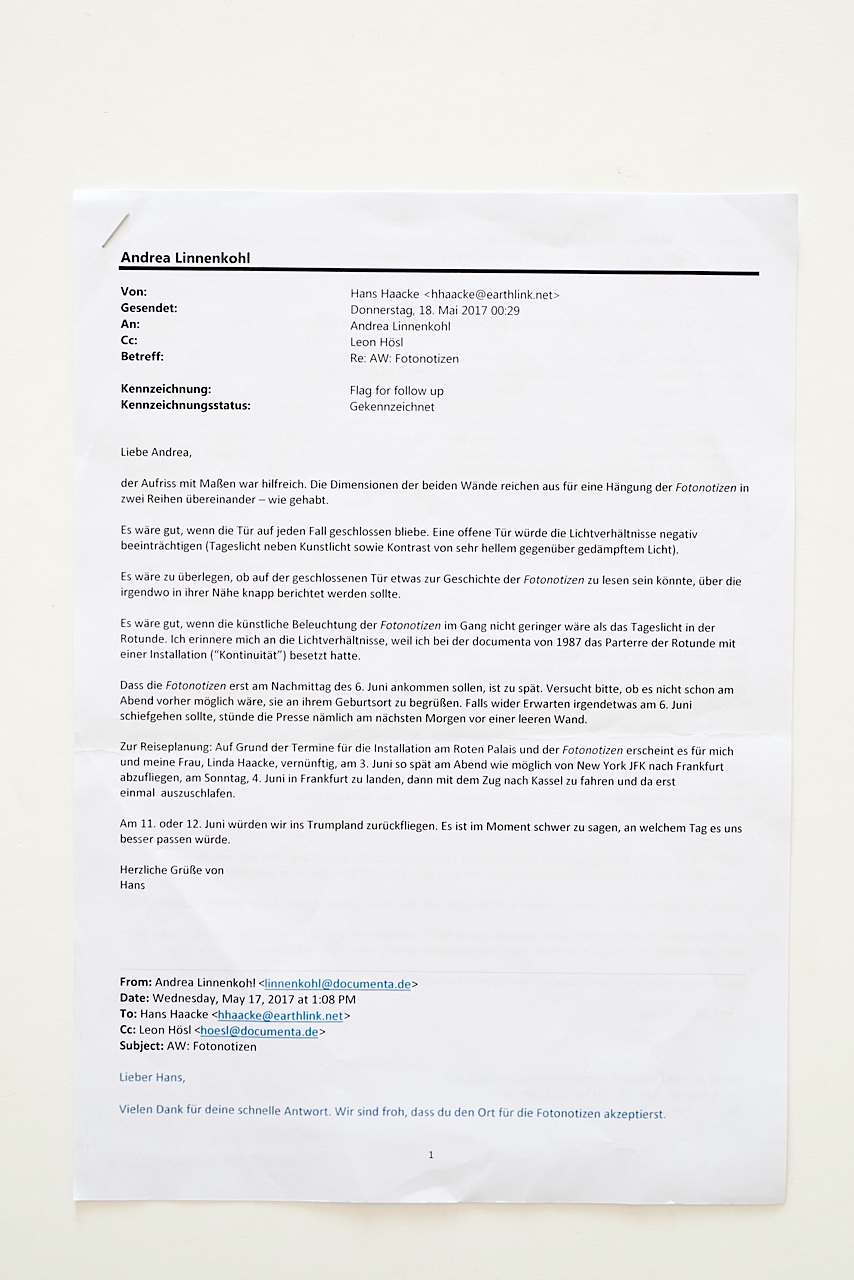 Andrea Linnenkohl
Von: Hans Haacke <hhaacke@earthlink.net>
Gesendet: Donnerstag, 18. Mai 2017 00:29
An: Andrea Linnenkohl
Cc: Leon Hösl
Betreff: Re: AW: Fotonotizen
Kennzeichnung: Flag for follow up
Kennzeichnungsstatus: Gekennzeichnet
Liebe Andrea,
der Aufriss mit Maßen war hilfreich. Die Dimensionen der beiden Wände reichen aus für eine Hängung der Fotonotizen in
zwei Reihen übereinander – wie gehabt.
Es wäre gut, wenn die Tür auf jeden Fall geschlossen bliebe. Eine offene Tür würde die Lichtverhältnisse negativ
beeinträchtigen (Tageslicht neben Kunstlicht sowie Kontrast von sehr hellem gegenüber gedämpftem Licht).
Es wäre zu überlegen, ob auf der geschlossenen Tür etwas zur Geschichte der Fotonotizen zu lesen sein könnte, über die
irgendwo in ihrer Nähe knapp berichtet werden sollte.
Es wäre gut, wenn die künstliche Beleuchtung der Fotonotizen im Gang nicht geringer wäre als das Tageslicht in der
Rotunde. Ich erinnere mich an die Lichtverhältnisse, weil ich bei der documenta von 1987 das Parterre der Rotunde mit
einer Installation (“Kontinuität”) besetzt hatte.
Dass die Fotonotizen erst am Nachmittag des 6. Juni ankommen sollen, ist zu spät. Versucht bitte, ob es nicht schon am
Abend vorher möglich wäre, sie an ihrem Geburtsort zu begrüßen. Falls wider Erwarten irgendetwas am 6. Juni
schiefgehen sollte, stünde die Presse nämlich am nächsten Morgen vor einer leeren Wand.
Zur Reiseplanung: Auf Grund der Termine für die Installation am Roten Palais und der Fotonotizen erscheint es für mich
und meine Frau, Linda Haacke, vernünftig, am 3. Juni so spät am Abend wie möglich von New York JFK nach Frankfurt
abzufliegen, am Sonntag, 4. Juni in Frankfurt zu landen, dann mit dem Zug nach Kassel zu fahren und da erst
einmal auszuschlafen.
Am 11. oder 12. Juni würden wir ins Trumpland zurückfliegen. Es ist im Moment schwer zu sagen, an welchem Tag es uns
besser passen würde.
Herzliche Grüße von
Hans
From: Andrea Linnenkohl <linnenkohl@documenta.de>
Date: Wednesday, May 17, 2017 at 1:08 PM
To: Hans Haacke <hhaacke@earthlink.net>
Cc: Leon Hösl <hoesl@documenta.de>
Subject: AW: Fotonotizen
Lieber Hans,
Vielen Dank für deine schnelle Antwort. Wir sind froh, dass du den Ort für die Fotonotizen akzeptierst.
1